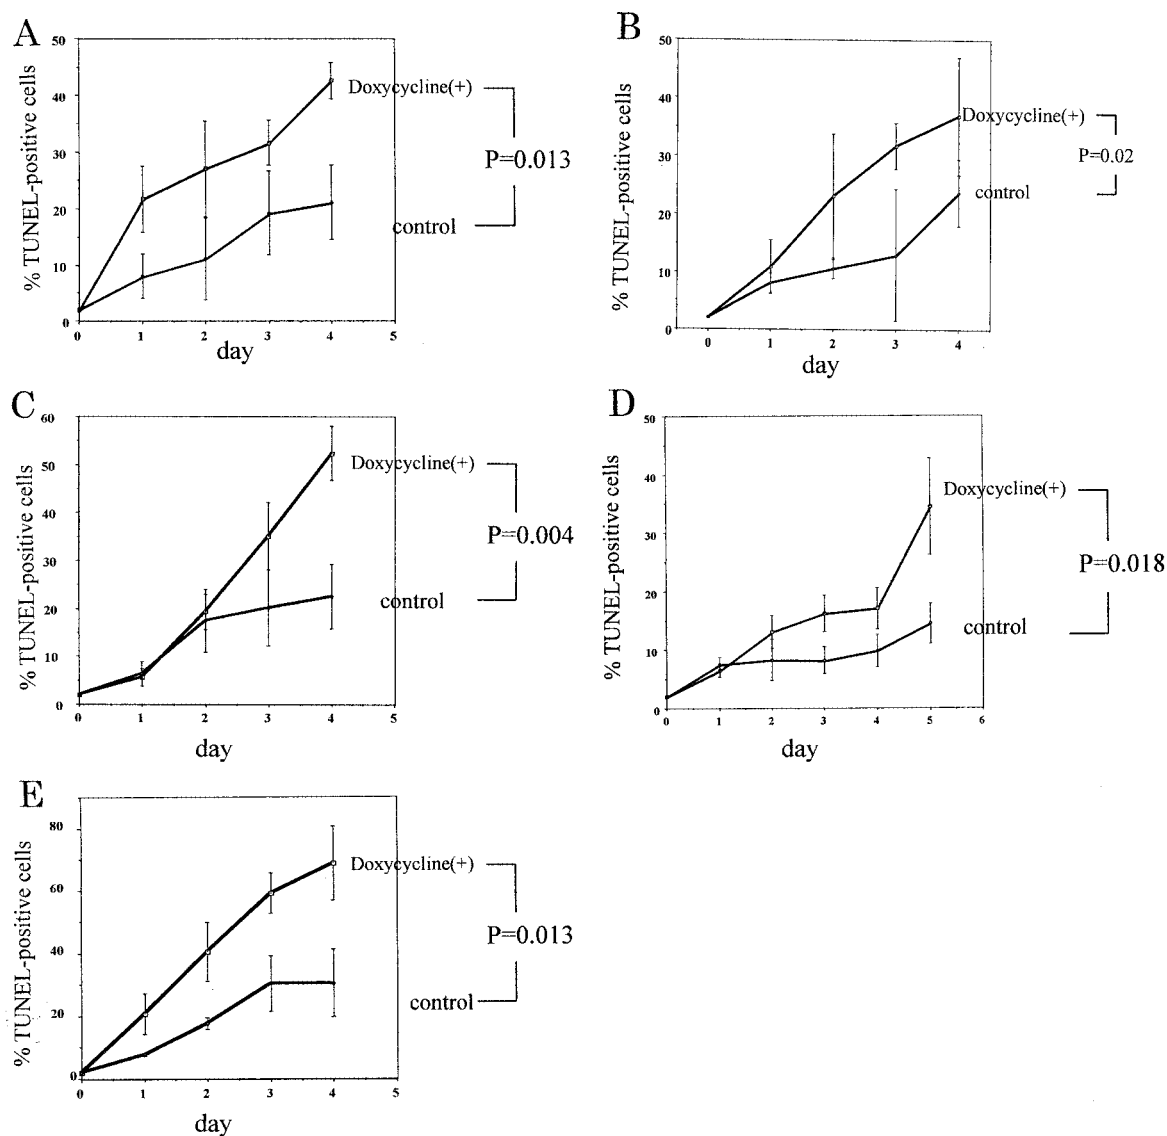 A
% TUNEL-positive cells
50
40
30
20
10
0
0 1 2 3 4 5
day
Doxycycline(+)
P=0.013
control
B
% TUNEL-positive cells
50
40
30
20
10
0
0 1 2 3 4
day
Doxycycline(+)
P=0.02
control
C
% TUNEL-positive cells
60
50
40
30
20
10
0
0 1 2 3 4 5
day
Doxycycline(+)
P=0.004
control
D
% TUNEL-positive cells
50
40
30
20
10
0
0 1 2 3 4 5 6
day
Doxycycline(+)
P=0.018
control
E
% TUNEL-positive cells
80
60
40
20
0
0 1 2 3 4 5
day
Doxycycline(+)
P=0.013
control